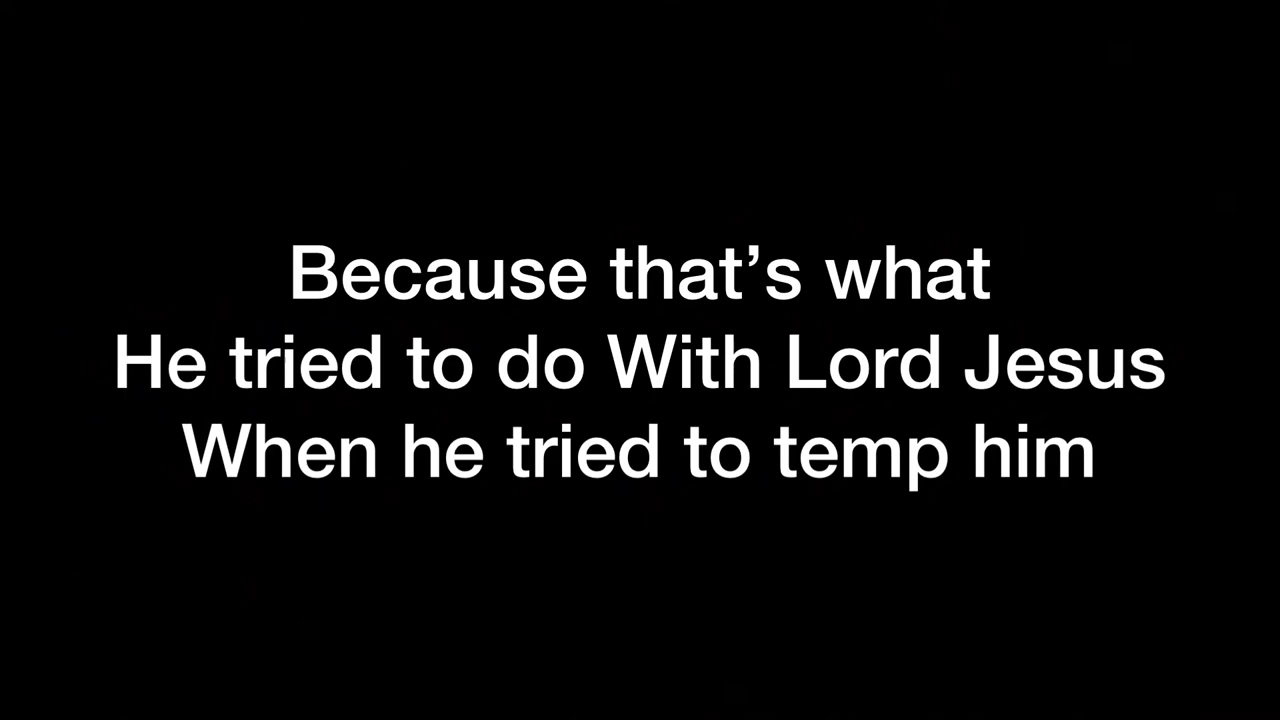 Because that’s what
He tried to do With Lord Jesus
When he tried to temp him